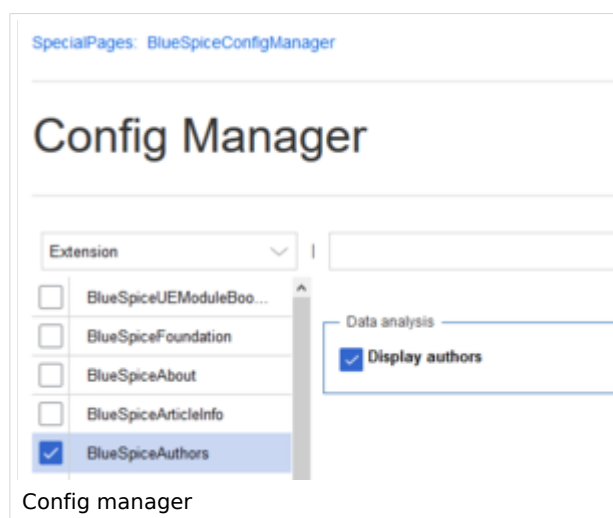 SpecialPages: BlueSpiceConfigManager
Config Manager
Extension
BlueSpiceUEModuleBoo...
BlueSpiceFoundation
BlueSpiceAbout
BlueSpiceArticleInfo
BlueSpiceAuthors
Data analysis
Display authors
Config manager